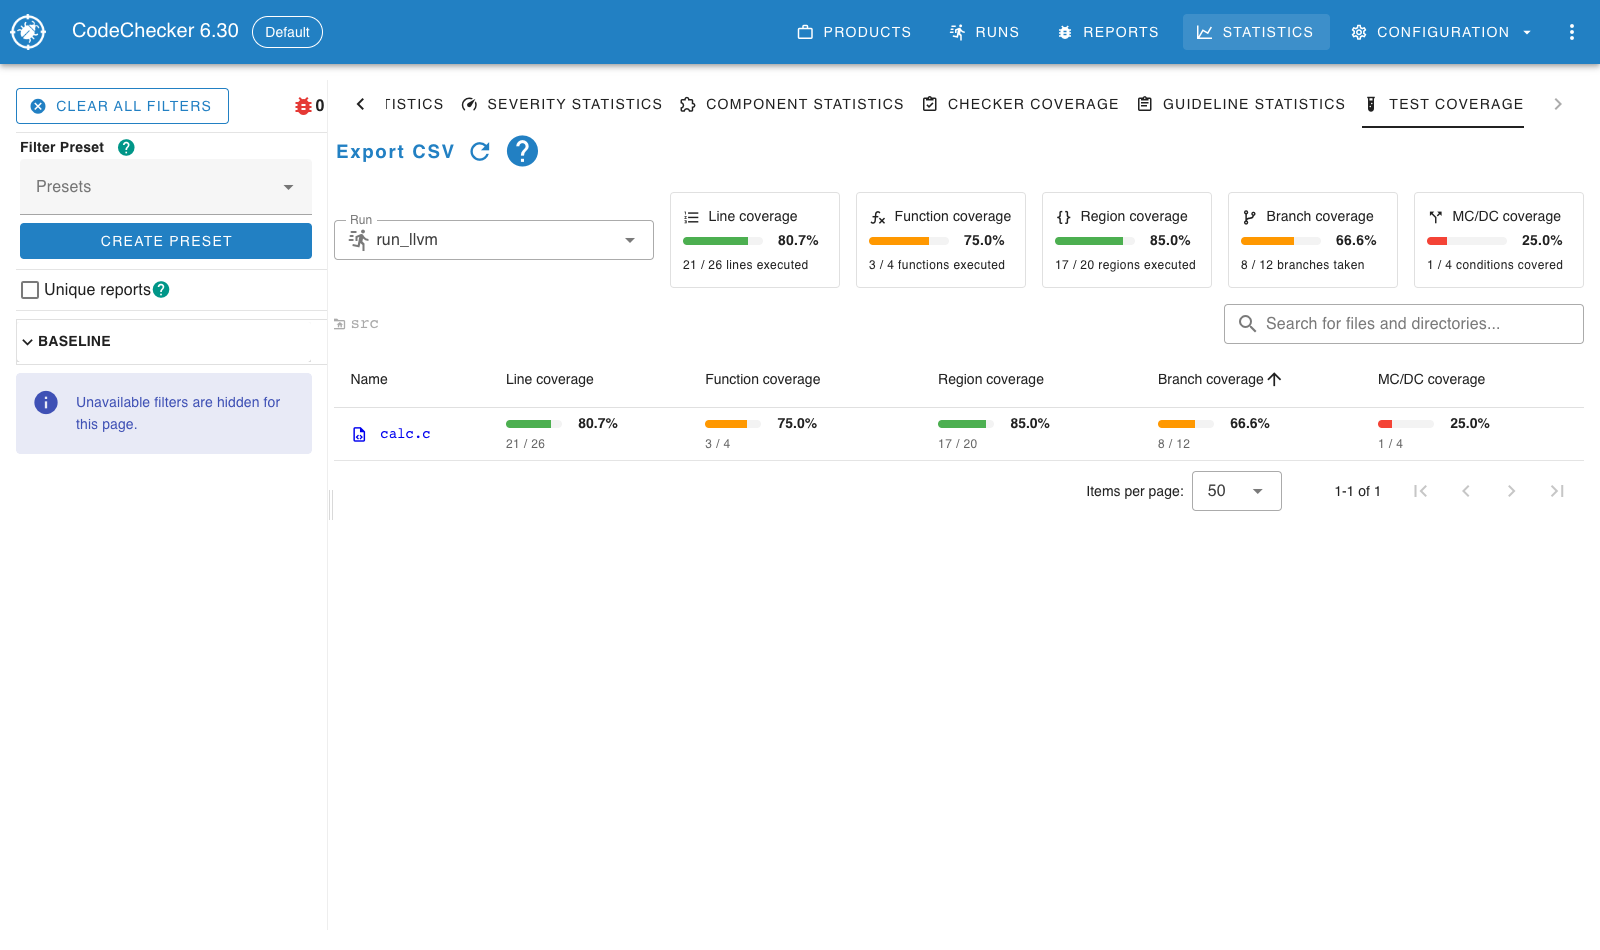 CodeChecker 6.30 Default PRODUCTS RUNS REPORTS STATISTICS CONFIGURATION
CLEAR ALL FILTERS 0
Filter Preset ?
Presets
CREATE PRESET
Unique reports ?
BASELINE
Unavailable filters are hidden for
this page.
TISTICS SEVERITY STATISTICS COMPONENT STATISTICS CHECKER COVERAGE GUIDELINE STATISTICS TEST COVERAGE
Export CSV ?
Run
run_llvm
Line coverage
80.7%
21 / 26 lines executed
Function coverage
75.0%
3 / 4 functions executed
Region coverage
85.0%
17 / 20 regions executed
Branch coverage
66.6%
8 / 12 branches taken
MC/DC coverage
25.0%
1 / 4 conditions covered
src
Search for files and directories...
Name Line coverage Function coverage Region coverage Branch coverage MC/DC coverage
calc.c 80.7% 75.0% 85.0% 66.6% 25.0%
21 / 26 3 / 4 17 / 20 8 / 12 1 / 4
Items per page: 50 1-1 of 1